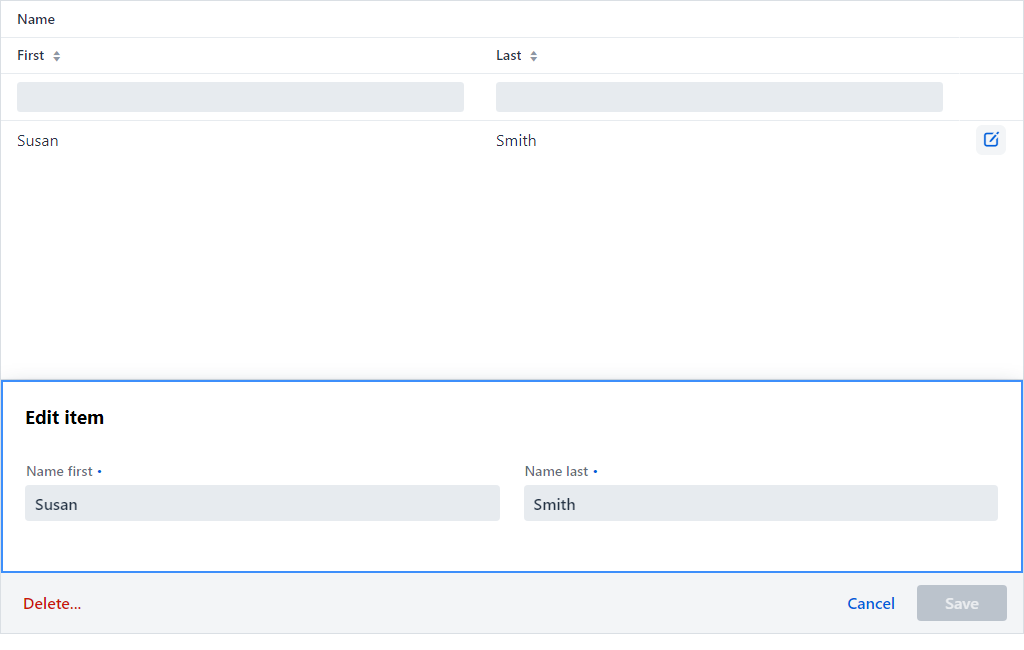 Name
First Last
Susan Smith
Edit item
Name first • Name last •
Susan Smith
Delete... Cancel Save